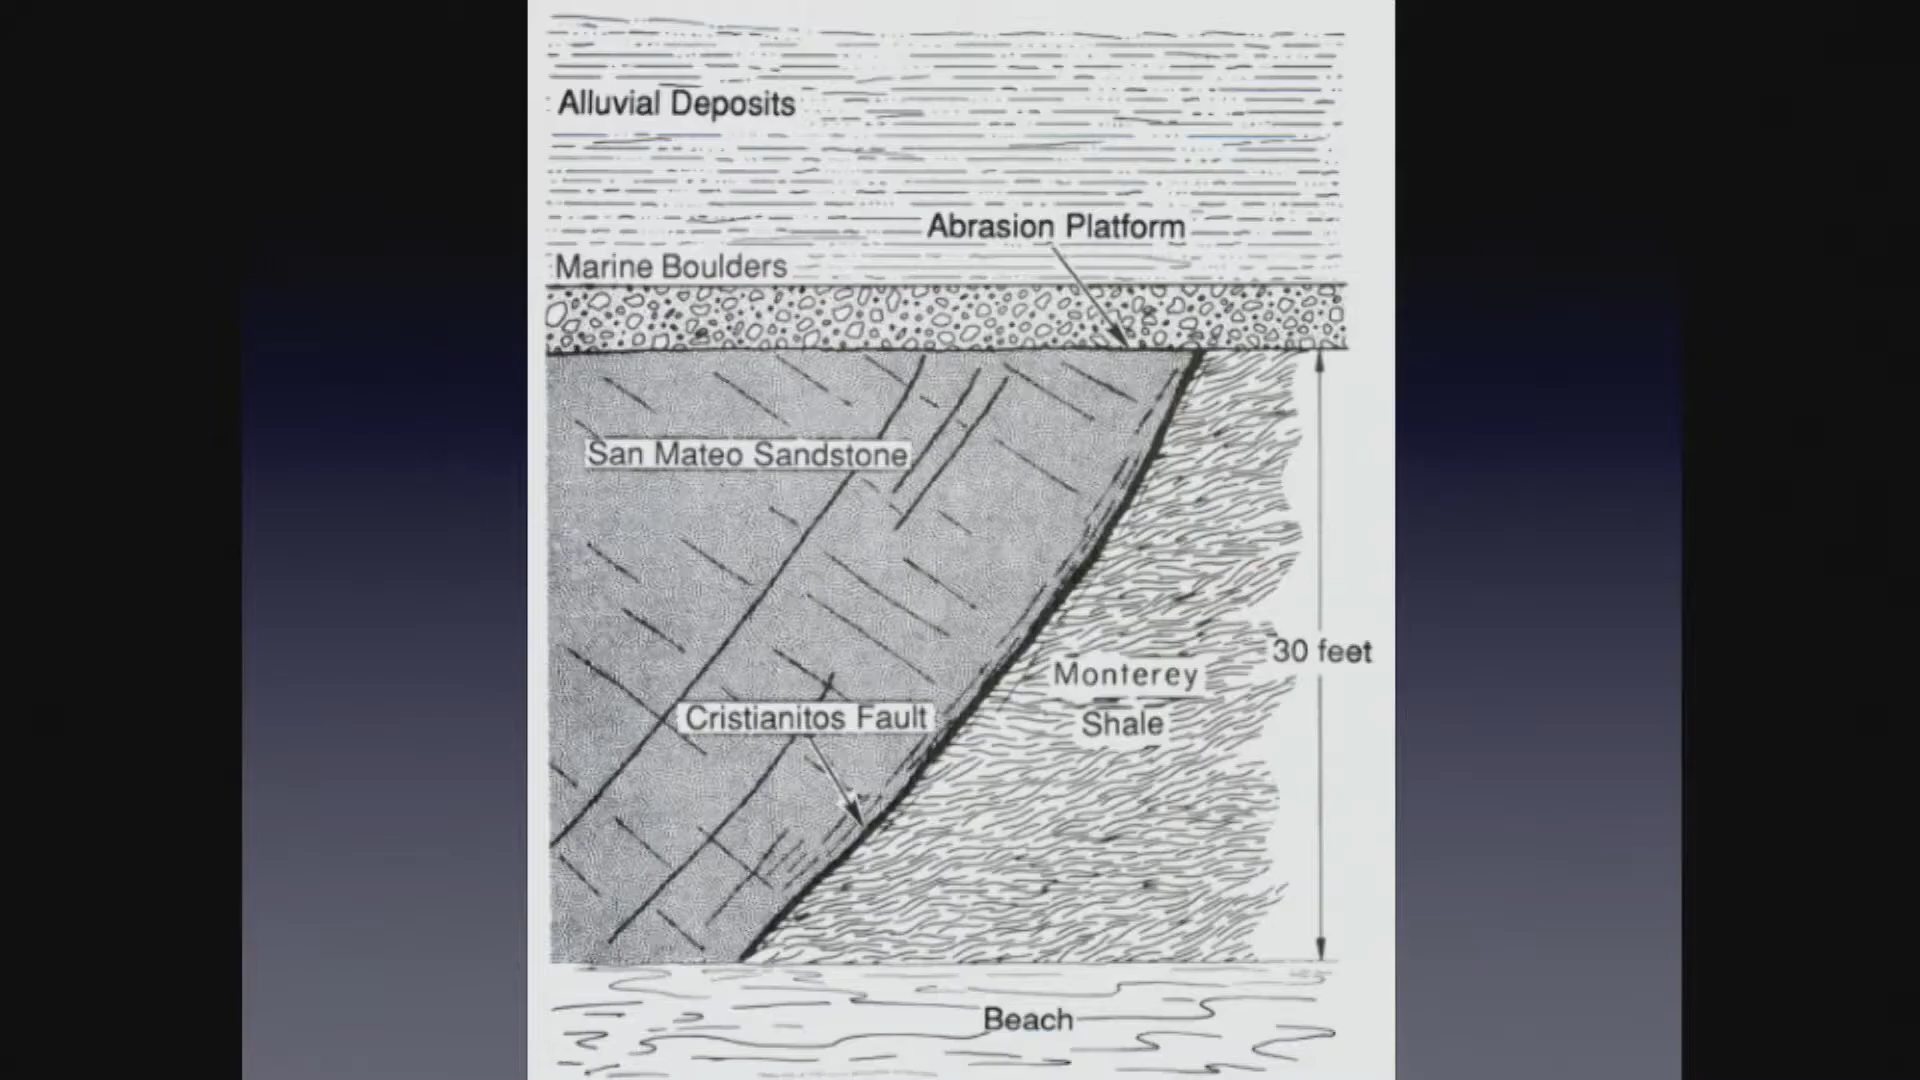 Alluvial Deposits
Abrasion Platform
Marine Boulders
San Mateo Sandstone
30 feet
Monterey
Shale
Cristianitos Fault
Beach